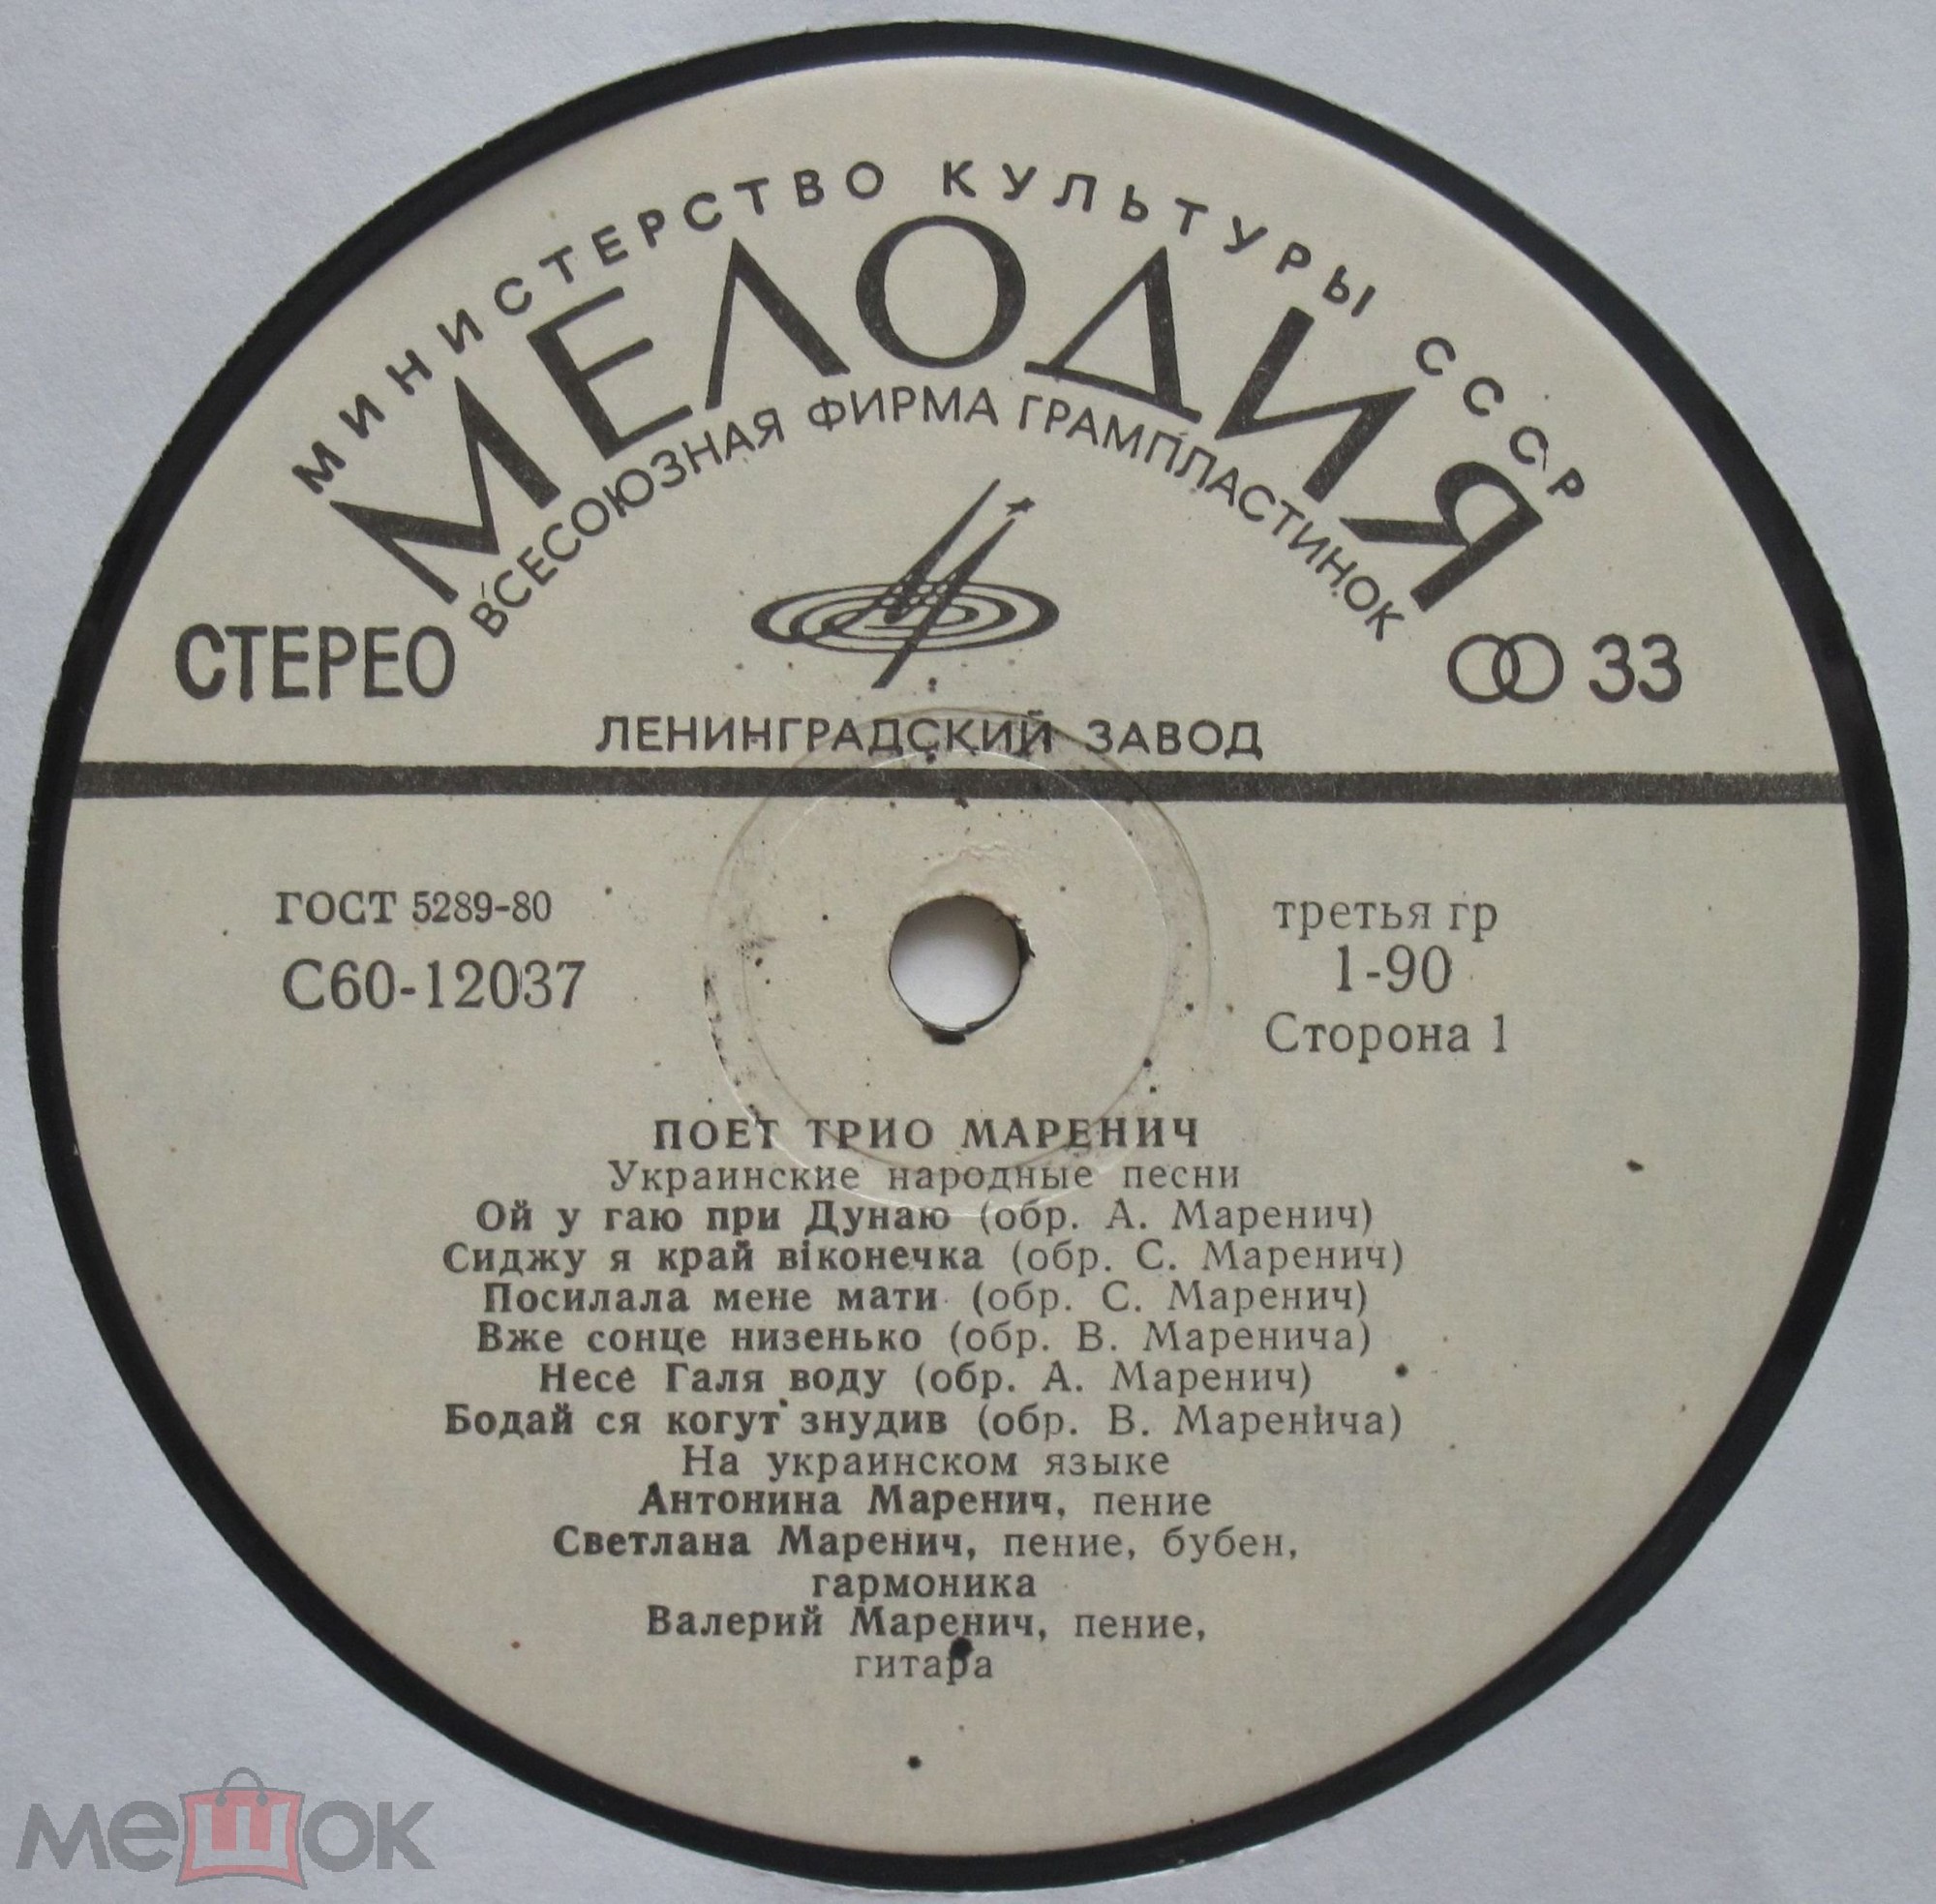 МИНИСТЕРСТВО КУЛЬТУРЫ СССР
МЕЛОДИЯ
ВСЕСОЮЗНАЯ ФИРМА ГРАМПЛАСТИНОК
СТЕРЕО
33
ЛЕНИНГРАДСКИЙ ЗАВОД
ГОСТ 5289-80
С60-12037
третья гр
1-90
Сторона 1
ПОЕТ ТРИО МАРЕНИЧ
Украинские народные песни
Ой у гаю при Дунаю (обр. А. Маренич)
Сиджу я край віконечка (обр. С. Маренич)
Посилала мене мати (обр. С. Маренич)
Вже сонце низенько (обр. В. Маренича)
Несе Галя воду (обр. А. Маренич)
Бодай ся когут знудив (обр. В. Маренича)
На украинском языке
Антонина Маренич, пение
Светлана Маренич, пение, бубен,
гармоника
Валерий Маренич, пение,
гитара
мешок